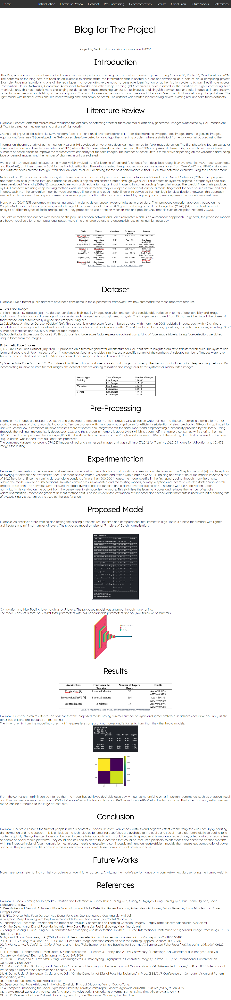 Home Introduction Literature Review Dataset Pre-Processing Experimentation Results Conclusion Future Works References
Blog for The Project
Project by Venkat Narayan Gnanaguruparan 174266
Introduction
This Blog is an demonstraion of using cloud computing technique to host the blog for my final year research project using Amazon S3, Route 53, CloudFront and ACM.
The contents of the blog here are used as an example to demonstrate the information that is shared but are not developed as a part of cloud computing project.
Example: Face manipulations is one of the techniques that cyber attackers employ to penetrate identification or authentication systems to gain illegitimate access.
Convolution Neural Networks, Generative Adversarial Networks and other deep learning (DL) techniques have assisted in the creation of highly convincing face
manipulations. This has made it more challenging for detection models employing various DL techniques to distinguish between real and fake images as it can preserve
pose, facial expression and lighting of the photographs. This work focuses on the classification of real and fake faces. We train a light model using a large dataset. The
light model with minimal layers ensures lesser training time and compute power. The dataset was created by combining several existing real and fake faces datasets.
Literature Review
Example: Recently, different studies have evaluated the difficulty of detecting whether faces are real or artificially generated. Images synthesized by GAN models are
difficult to detect as they are realistic and are of high quality.
Zhang et al. [7], used classifiers like SVM, random forest (RF) and multi-layer perceptron (MLP) for discriminating swapped face images from the genuine images.
Agarwal and Varshney [8] developed the GAN-based deepfake detection as a hypothesis testing problem where a statistical framework was introduced using the
information-theoretic study of authentication. Hsu et al,[9] developed a two-phase deep learning method for fake image detection. The first phase is a feature extractor
based on the common fake feature network (CFFN) where the Siamese network architecture used. The CFFN comprises of dense units, and each unit has different
numbers of dense blocks to improve the representative capability for the fake images. The number of dense units is three or five depending on the validation data being
face or general images, and the number of channels in units are altered.
Wang et al. [10] developed FakeSpoter - a model which involved transfer learning of real and fake faces from deep face recognition systems (i.e., VGG-Face, OpenFace,
and FaceNet), and then trained a SVM for the final classification. The authors tested their proposed approach using real faces from CelebA-HQ and FFHQ databases
and synthetic faces created through InterFaceGAN and StyleGAN, achieving for the best performance a final 84.7% fake detection accuracy using the FaceNet model.
Nataraj et al. [11], proposed a detection system based on a combination of pixel co-occurrence matrices and Convolutional Neural Networks (CNN). Their proposed
approach was initially tested through a database of various objects and scenes created through CycleGAN. Fake detection systems inspired in steganalysis had also
been developed. Yu et al. (2019) [12] proposed a network architecture to map an input image to its corresponding fingerprint image. The special fingerprints produced
by GAN architectures using deep learning methods was used for detection, they developed a model that learned a model fingerprint for each source as of fake and real
images, such that the correlation index between one image fingerprint and each model fingerprint serves as SoftMax logit for classification. However, this approach
seemed not to be very robust against unseen simple image perturbation attacks such as noise, blur, cropping or compression, unless the models were re-trained.
Marra et al. (2019) [13] performed an interesting study in order to detect unseen types of fake generated data. Their proposed detection approach, based on the
XceptionNet model, achieved promising results being able to correctly detect new GAN generated images. Similarly, Dang et al. (2020) [14] carried out a complete
analysis of different types of facial manipulations. They proposed to use attention mechanisms and popular CNN models such as Xception-Net and VGG16.
The Fake detection approaches were based on the popular Xception network and ForensicTransfer, which is an Autoencoder approach. In general, the proposed models
are heavy, requires a lot of computational power, more time and large datasets to accomplish results having high accuracy.
Study Features Classifiers Performance Results Datasets
McCloskey and Albright (2018) GAN-Pipeline features SVM AUC = 70.0% NIST MFC 2018
Marra et al (2019) Image-related features CNN Acc = 95% Own Dataset (CycleGAN)
Wang et al (2019) GAN-Pipeline Features SVM Acc = 84.78 Real:CelebA,FFHQ Fake: Own Dataset
Nataraj et al (2019) Steganalysis features CNN EER = 12.3% 100K Faces (StyleGAN)
Yu et al (2019) GAN-Related Features CNN Acc = 99.5% Real: CelebA Fake: Own Dataset
Dang et al (2020) Deep Learning features CNN AUC = 100% DFFD (ProGAN, StyleGAN)
Hulzebosch et al (2020) Deep learning features CNN Acc = 99.8% Own dataset
Table 1 Comparison of State-of-Art detection approaches for Face Manipulations
Dataset
Example: Five different public datasets have been considered in the experimental framework. We now summarize the most important features.
A. Real Face Images
1) Flickr-Faces-HQ dataset [15]: The dataset consists of high-quality images resolution and contains considerable variation in terms of age, ethnicity and image
background. It also has good coverage of accessories such as eyeglasses, sunglasses, hats, etc. The images were crawled from Flickr, thus inheriting all the biases of
that website, and automatically aligned and cropped using dlib.
2) CelebFaces Attributes Dataset (CelebA) [16]: This dataset is a large-scale face attributes dataset with more than 200K celebrity images, each with 40 attribute
annotations. The images in this dataset cover large pose variations and background clutter. CelebA has large diversities, quantities, and rich annotations, including 10,177
number of identities and 202,599 number of face images.
3) Google Facial Expressions Dataset[17]: This dataset is a large-scale facial expression dataset comprising of face image triplets. Using face detection, we picked
unique faces from the images
B. Synthetic Face Images
1) NVIDIA Fake Face Dataset [18]: NVIDIA proposed an alternative generator architecture for GAN that draws insights from style transfer techniques. The system can
learn and separate different aspects of an image unsupervised; and enables intuitive, scale-specific control of the synthesis. A selected number of images were taken
from the dataset that had around 1 Million synthesized face images to have a balanced dataset.
2) Diverse Fake Face Dataset [19]: Comprises of multiple publicly available datasets and images that are synthesized or manipulated using deep learning methods. By
incorporating multiple sources for real images, the dataset consists varying resolution and image quality for synthetic or manipulated images.
Dataset Type Type of Images Number of Images
Training Real Images 253,936
Fake Images 317,106
Validation Real Images 48,659
Fake Images 52,854
Testing Real Images 48,618
Fake Images 52,854
Pre-Processing
Example: The images are resized to 224x224 and converted to tfrecord format to improvise GPU utilization while training. The tfRecord format is a simple format for
storing a sequence of binary records. Protocol buffers are a cross-platform, cross-language library for efficient serialization of structured data. TfRecord is optimized for
use with TensorFlow, it combines multiple datasets more efficiently and integrates with the data import and preprocessing functionality provided by the library. Using
tfrecords the training time drastically decreased(~25x) and the storage in memory is about 5.9GB which is about half the memory consumed while storing them as
JPEGS. The dataset proposed here is large (19 GB) to be stored fully in memory or the Kaggle notebook using TfRecord, the working data that is required at the time
(e.g., a batch) was loaded from disk and then processed.
The combined dataset has around 774,027 images of real and synthesized images and was split into 571,042 for Training, 101,513 images for Validation and 101,472
images for Testing.
Experimentation
Example: Experiments on the combined dataset were carried out with modifications and additions to existing architectures such as Xception network[4] and Inception-
ResNet[5] for detection of synthesized face. The models were trained, validated and tested with a batch size of 64. Training and validation of the models involved a total
of 8922 iterations. Since the training dataset alone consists of more than 500,000 images, the model overfits in the first epoch, going through many iterations.
Testing the models involved 1586 iterations. Transfer learning was implemented on the existing models, namely Xception and Inception-ResNet started training with
ImageNet weights. The networks were followed by global average pooling function and a dense layer consisting of 512 neurons with ReLU activation. Batch
normalization is applied on the output from the dense layer to standardize the inputs. This stabilizes the learning process and reduces the number of epochs.
Adam optimization - stochastic gradient descent method that is based on adaptive estimation of first-order and second-order moments is used with initial earning rate
of 0.0001. Binary cross-entropy is used as the loss function.
Proposed Model
Example: As observed while training and testing the existing architectures, the time and computational requirement is high. There is a need for a model with lighter
architecture and minimal number of layers. The proposed model consists of 5 triplets of Batch normalization.
Model: "sequential"
Layer (type) Output Shape Param #
Convolution and Max Pooling layer totaling to 17 layers. The proposed model was attained through hypertuning.
The model consists a total of 569,421 total parameters with 774 non-trainable parameters and 568,647 trainable parameters.
Results
Architecture Time taken for Training Number of Layers/ Depth Results
XceptionNet [4] 1 hour 49 Minutes 36 Acc = 99.77% AUC = 0.9989
InceptionResNetV2 [5] 1 hour 26 minutes 164 Acc = 99.8% AUC = 0.9996
Proposed model 13 Minutes 17 Acc = 98.44% AUC = 0.9986
Table 3 Comparison of State-of-Art Detection techniques with Proposed model.
Example: From the given results we can observe that the proposed model having minimal number of layers and lighter architecture achieves desirable accuracy as the
other two existing architectures on the testing.
The time taken to train the model indicates that it requires less computational power and is faster to train than the other heavy models.
Confusion Matrix
Classification Report
precision recall f1-score support
fake 0.99 0.98 0.98 52854
real 0.98 0.99 0.98 48618
accuracy 0.98 101472
macro avg 0.98 0.98 0.98 101472
weighted avg 0.98 0.98 0.98 101472
From the confusion matrix it can be inferred that the model has achieved desirable accuracy without compromising other important parameters such as precision, recall
and f1-score. We can see a reduction of 85% of XceptionNet in the training time and 84% from IncepnetResNet in the training time. The higher accuracy with a simpler
model can be attributed to the large dataset size.
Conclusion
Example: Deepfakes erodes the trust of people in media contents. They cause confusion, chaos, distress and negative effects to the targeted audience, by generating
disinformation and hate speech. This is critical, as the technologies for creating deepfakes are available to the public and social media platforms aid in spreading fake
contents quickly. The synthesized faces can be used to create fake accounts which could be used to spread misinformation, create chaos, collect data and reduce trust
of people on social media platforms. They could also be used to create fake identities that could be later used politically to alter votes and cheat the election systems.
With the increase in digital face manipulation techniques, there is a necessity to continuously train and generate efficient models that require less computational power
and time. The proposed model is able to achieve desirable accuracy with lesser computational power and time.
Future Works
More hyper parameter tuning can help us achieve an even higher accuracy. Analyzing the model's performance on a completely new dataset using the trained weights.
References
Example 1. Deep Learning for Deepfakes Creation and Detection: A Survey Thanh Thi Nguyen, Cuong M. Nguyen, Dung Tien Nguyen, Duc Thanh Nguyen, Saeid
Nahavandi, Fellow, IEEE
2. DeepFakes and Beyond: A Survey ofFace Manipulation and Fake Detection Ruben Tolosana, Ruben Vera-Rodriguez, Julian Fierrez, Aythami Morales and Javier
Ortega-Garcia
3. DFFD: Diverse Fake Face Dataset Hao Dang, Feng Liu, Joel Stehouwer, Xiaoming Liu, Anil Jain
4. Xception: Deep Learning with Depthwise Separable Convolutions Franc¸ois Chollet Google, Inc.
5. Inception-v4, Inception-ResNet and the Impact of Residual Connections on Learning Christian Szegedy, Sergey Ioffe, Vincent Vanhoucke, Alex Alemi
6. On the Detection of Digital Face Manipulation Hao Dang Feng Liu, Joel Stehouwer, Xiaoming Liu Anil
7. Zhang, Y., Zheng, L., and Thing, V. L Automated face swapping and its detection. In 2017 IEEE 2nd International Conference on Signal and Image Processing (ICSIP)
(pp. 15-19). IEEE.
8. Agarwal, S., and Varshney, L. R. (2019). Limits of deepfake detection: A robust estimation viewpoint. arXiv preprint arXiv:1905.03493.
9. Hsu, C. C., Zhuang, Y. X., and Lee, C. Y. (2020). Deep fake image detection based on pairwise learning. Applied Sciences, 10(1), 370.
10. R. Wang, L. Ma, F. Juefei-Xu, X. Xie, J. Wang, and Y. Liu, "FakeSpotter: A Simple Baseline for Spotting AI-Synthesized Fake Faces," arXivpreprint arXiv:1909.06122,
2019.
11. L. Nataraj, T. Mohammed, B. Manjunath, S. Chandrasekaran, A. Flenner, J. Bappy, and A. Roy-Chowdhury, "Detecting GAN GeneratedFake Images Using Co-
Occurrence Matrices," Electronic Imaging,no. 5, pp. 1–7, 2019.
12. N. Yu, L. Davis, and M. Fritz, "Attributing Fake Images to GANs:Analyzing Fingerprints in Generated Images," in Proc. IEEE/CVFInternational Conference on
Computer Vision, 2019.
13. F. Marra, C. Saltori, G. Boato, and L. Verdoliva, "Incremental Learning for the Detection and Classification of GAN-Generated Images," in Proc. IEEE International
Workshop on Information Forensics and Security, 2019
14. H. Dang, F. Liu, J. Stehouwer, X. Liu, and A. Jain, "On the Detection of Digital Face Manipulation," in Proc. IEEE/CVF Conference on Computer Vision and Pattern
Recognition, 2020.
15. https://github.com/NVlabs/ffhq-dataset
16. Deep Learning Face Attributes in the Wild, Ziwei Liu, Ping Lui, Xiaogang Wang, Xiaoou Tang.
17. A Compact Embedding for Facial Expression Similarity, Raviteja Vemulapalli, Aseem Agarwala arXiv:1811.11283v2 [cs.CV] 9 Jan 2019.
18. A Style-Based Generator Architecture for Generative Adversarial Networks Tero Karras, Samuli Laine, Timo Aila arXiv:1812.04948
19. DFFD: Diverse Fake Face Dataset Hao Dang, Feng Liu, Joel Stehouwer, Xiaoming Liu, Anil Jain